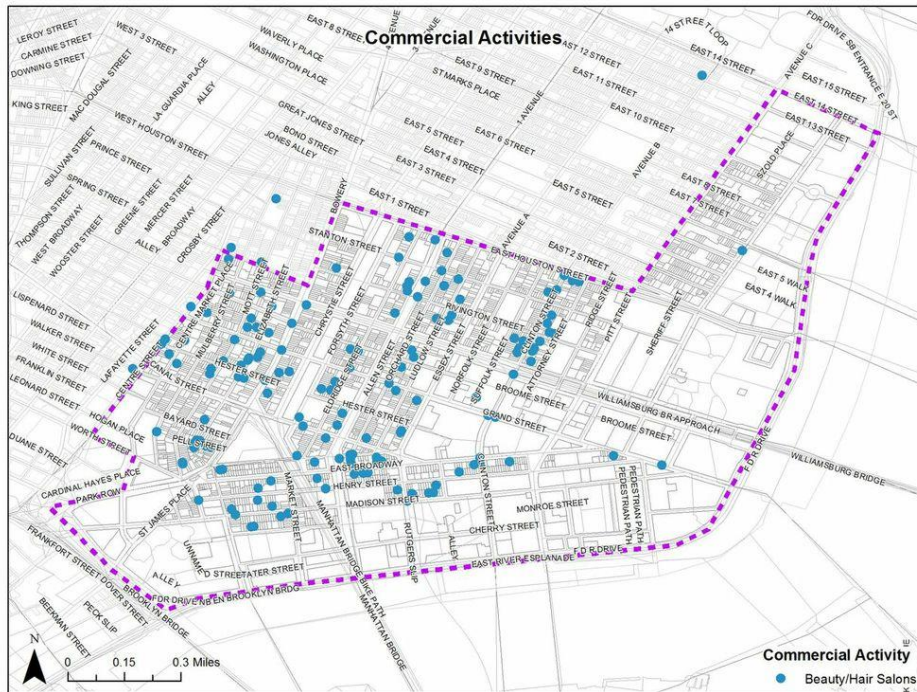 Commercial Activities
LEROY STREET
CARMINE STREET
DOWNING STREET
WEST 3 STREET
MAC DOUGAL STREET
LA-GUARDIA PLACE
ALLEY
WAVERLY PLACE
WASHINGTON PLACE
EAST 8 STREET
4 AVENUE
3 AVENUE
EAST 9 STREET
ST MARKS PLACE
EAST 12 STREET
EAST 11 STREET
EAST 10 STREET
14 STREET LOOP
EAST 14 STREET
AVENUE C
EAST 15 STREET
EAST 14 STREET
EAST 13 STREET
FDR DRIVE SB ENTRANCE E 20 ST
KING STREET
WEST HOUSTON STREET
GREAT JONES STREET
BOND STREET
JONES ALLEY
EAST 5 STREET
EAST 4 STREET
EAST 3 STREET
EAST 6 STREET
1 AVENUE
AVENUE B
SZOLD PLACE
SULLIVAN STREET
PRINCE STREET
SPRING STREET
THOMPSON STREET
WEST BROADWAY
WOOSTER STREET
GREENE STREET
MERCER STREET
ALLEY
BROADWAY
CROSBY STREET
BOWERY
EAST 1 STREET
STANTON STREET
AVENUE A
EAST 5 STREET
EAST 2 STREET
EAST HOUSTON STREET
EAST 7 STREET
EAST 5 WALK
EAST 4 WALK
LISPENARD STREET
WALKER STREET
WHITE STREET
FRANKLIN STREET
LEONARD STREET
LAFAYETTE STREET
CENTRE STREET
CENTRE MARKET PLACE
MULBERRY STREET
MOTT STREET
ELIZABETH STREET
CHRYSTIE STREET
FORSYTH STREET
ELDRIDGE STREET
ALLEN STREET
ORCHARD STREET
LUDLOW STREET
ESSEX STREET
NORFOLK STREET
SUFFOLK STREET
CLINTON STREET
ATTORNEY STREET
RIDGE STREET
PITT STREET
SHERIFF STREET
RIVINGTON STREET
BROOME STREET
WILLIAMSBURG BR APPROACH
BROOME STREET
WILLIAMSBURG BRIDGE
GRAND STREET
HESTER STREET
HESTER STREET
CANAL STREET
BAYARD STREET
PELL STREET
HOGAN PLACE
WORTH STREET
DUANE STREET
CARDINAL HAYES PLACE
PARK ROW
ST JAMES PLACE
EAST BROADWAY
HENRY STREET
MADISON STREET
MARKET STREET
MONROE STREET
CHERRY STREET
CLINTON STREET
RUTGERS SLIP
ALLEY
PEDESTRIAN PATH
PEDESTRIAN PATH
F D R DRIVE
F D R DRIVE
EAST RIVER ESPLANADE
UNNAME
D STREET
ATER STREET
ALLEY
FDR DRIVE NB EN BROOKLYN BRDG
MANHATTAN BRIDGE BIKE PATH
MANHATTAN BRIDGE
FRANKFORT STREET
DOVER STREET
BROOKLYN BRIDGE
BEEKMAN STREET
PECK SLIP
N
0 0.15 0.3 Miles
Commercial Activity
Beauty/Hair Salons